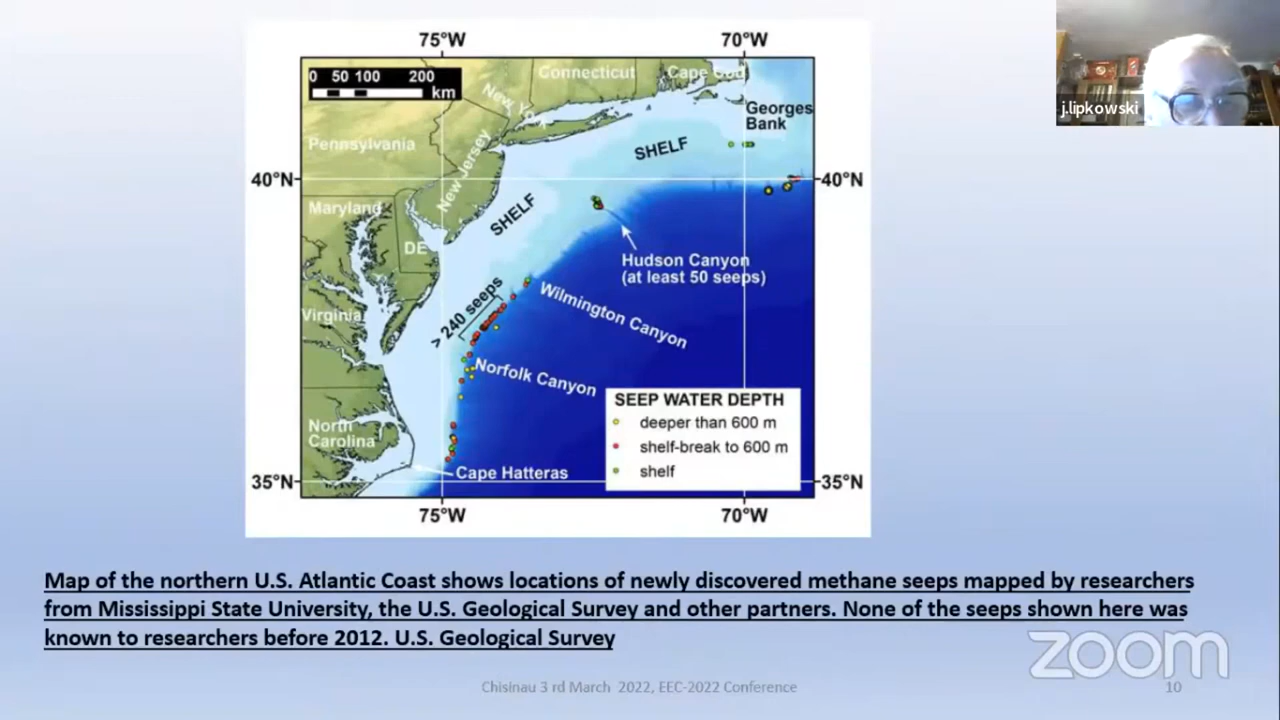 75°W
70°W
0 50 100 200
km
Connecticut
Cape Cod
New York
Georges
Bank
Pennsylvania
SHELF
New Jersey
40°N
40°N
Maryland
SHELF
DE
Hudson Canyon
(at least 50 seeps)
> 240 seeps
Wilmington Canyon
Virginia
Norfolk Canyon
SEEP WATER DEPTH
deeper than 600 m
shelf-break to 600 m
shelf
North
Carolina
Cape Hatteras
35°N
35°N
75°W
70°W
j.lipkowski
Map of the northern U.S. Atlantic Coast shows locations of newly discovered methane seeps mapped by researchers
from Mississippi State University, the U.S. Geological Survey and other partners. None of the seeps shown here was
known to researchers before 2012. U.S. Geological Survey
zoom
Chisinau 3 rd March 2022, EEC-2022 Conference
10